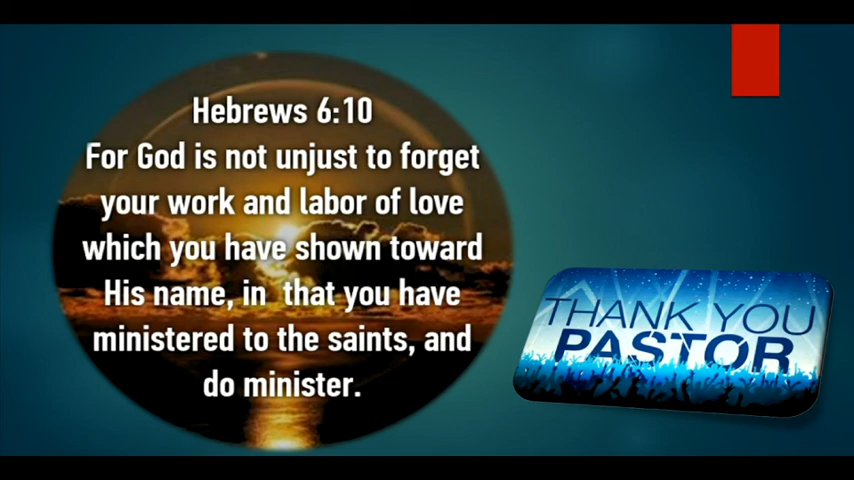 Hebrews 6:10
For God is not unjust to forget
your work and labor of love
which you have shown toward
His name, in  that you have
ministered to the saints, and
do minister.
THANK YOU
PASTOR